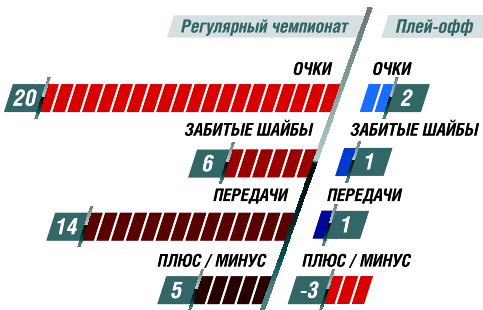 Регулярный чемпионат Плей-офф
ОЧКИ ОЧКИ
20 2
ЗАБИТЫЕ ШАЙБЫ ЗАБИТЫЕ ШАЙБЫ
6 1
ПЕРЕДАЧИ ПЕРЕДАЧИ
14 1
ПЛЮС / МИНУС ПЛЮС / МИНУС
5 -3